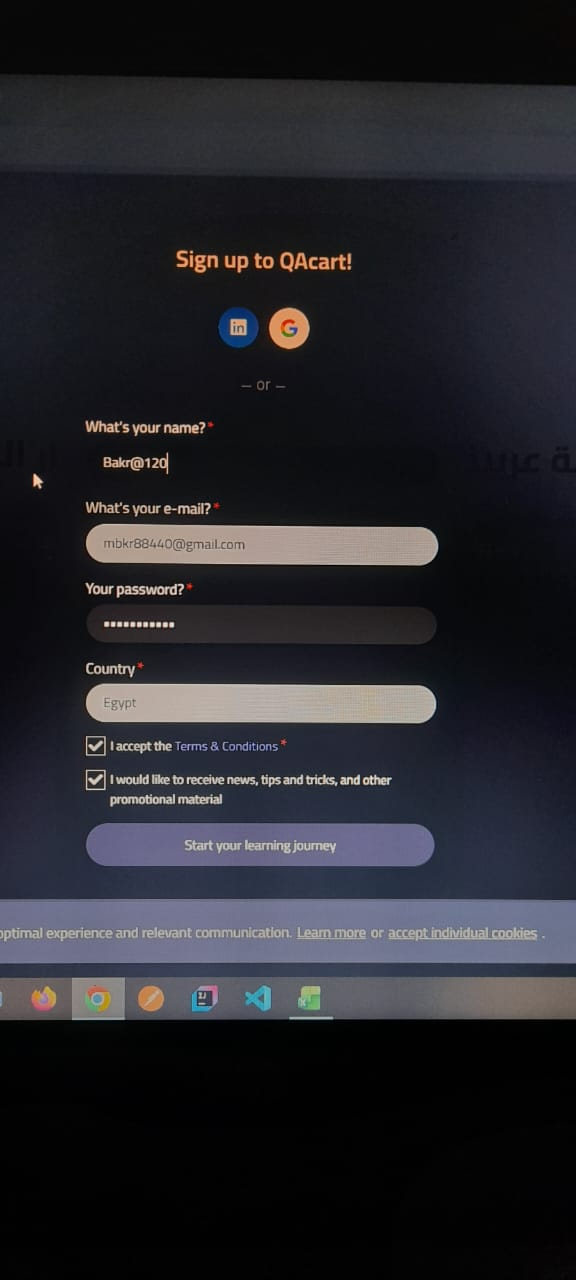 Sign up to QAcart!
in G
— or —
What's your name?*
Bakr@120
What's your e-mail?*
mbkr88440@gmail.com
Your password?*
•••••••••••
Country*
Egypt
I accept the Terms & Conditions *
I would like to receive news, tips and tricks, and other
promotional material
Start your learning journey
optimal experience and relevant communication. Learn more or accept individual cookies .